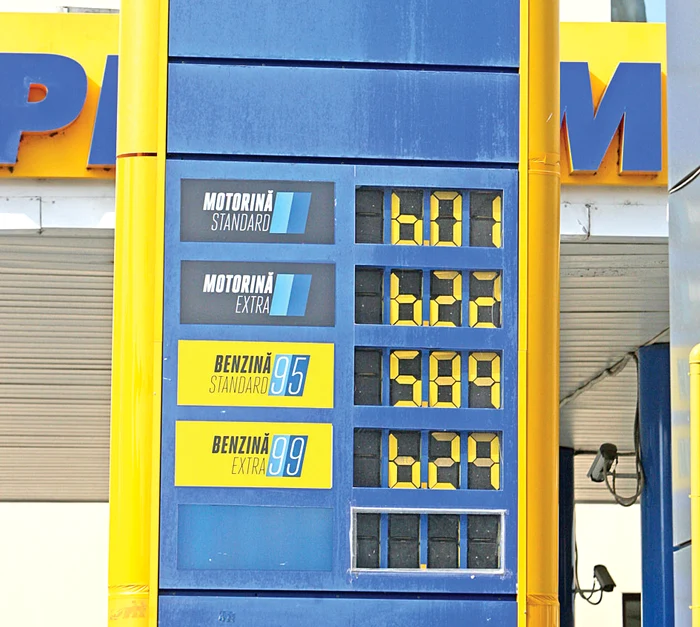 P
M
MOTORINĂ
STANDARD
6.01
MOTORINĂ
EXTRA
6.22
BENZINĂ
STANDARD 95
5.89
BENZINĂ
EXTRA 99
6.29